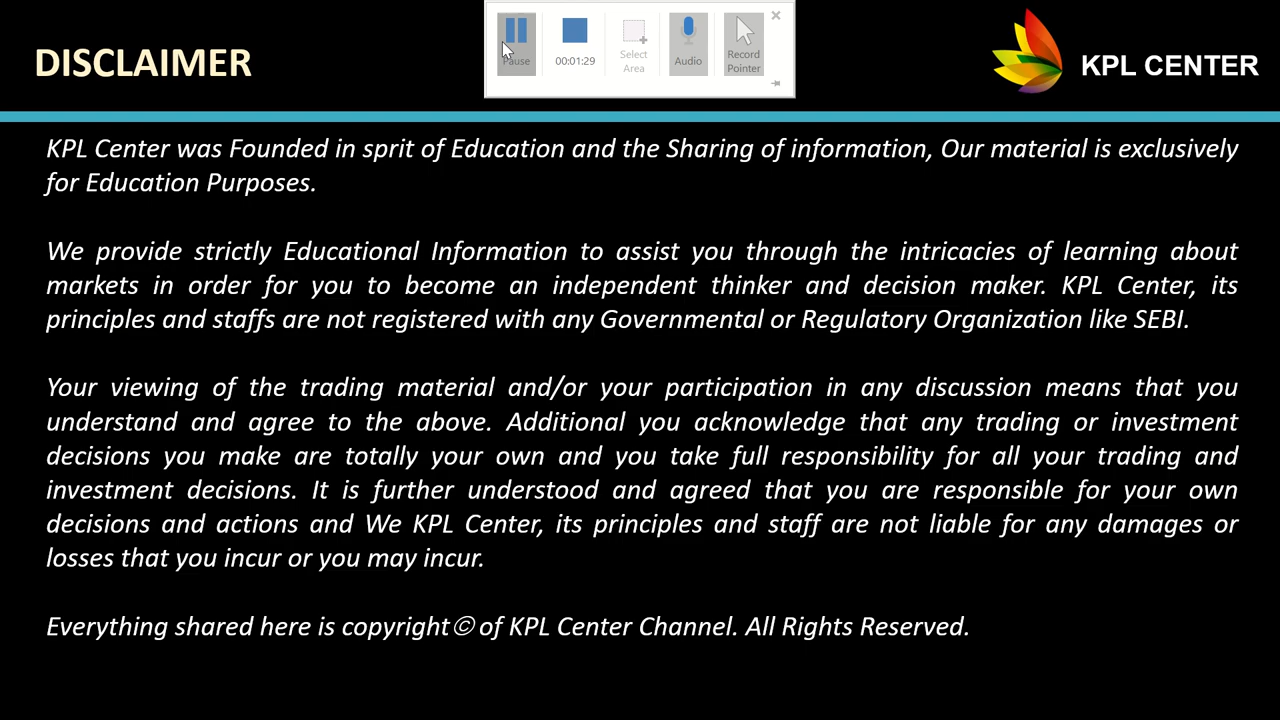 DISCLAIMER
Pause
00:01:29
Select
Area
Audio
Record
Pointer
KPL CENTER
KPL Center was Founded in sprit of Education and the Sharing of information, Our material is exclusively
for Education Purposes.
We provide strictly Educational Information to assist you through the intricacies of learning about
markets in order for you to become an independent thinker and decision maker. KPL Center, its
principles and staffs are not registered with any Governmental or Regulatory Organization like SEBI.
Your viewing of the trading material and/or your participation in any discussion means that you
understand and agree to the above. Additional you acknowledge that any trading or investment
decisions you make are totally your own and you take full responsibility for all your trading and
investment decisions. It is further understood and agreed that you are responsible for your own
decisions and actions and We KPL Center, its principles and staff are not liable for any damages or
losses that you incur or you may incur.
Everything shared here is copyright© of KPL Center Channel. All Rights Reserved.